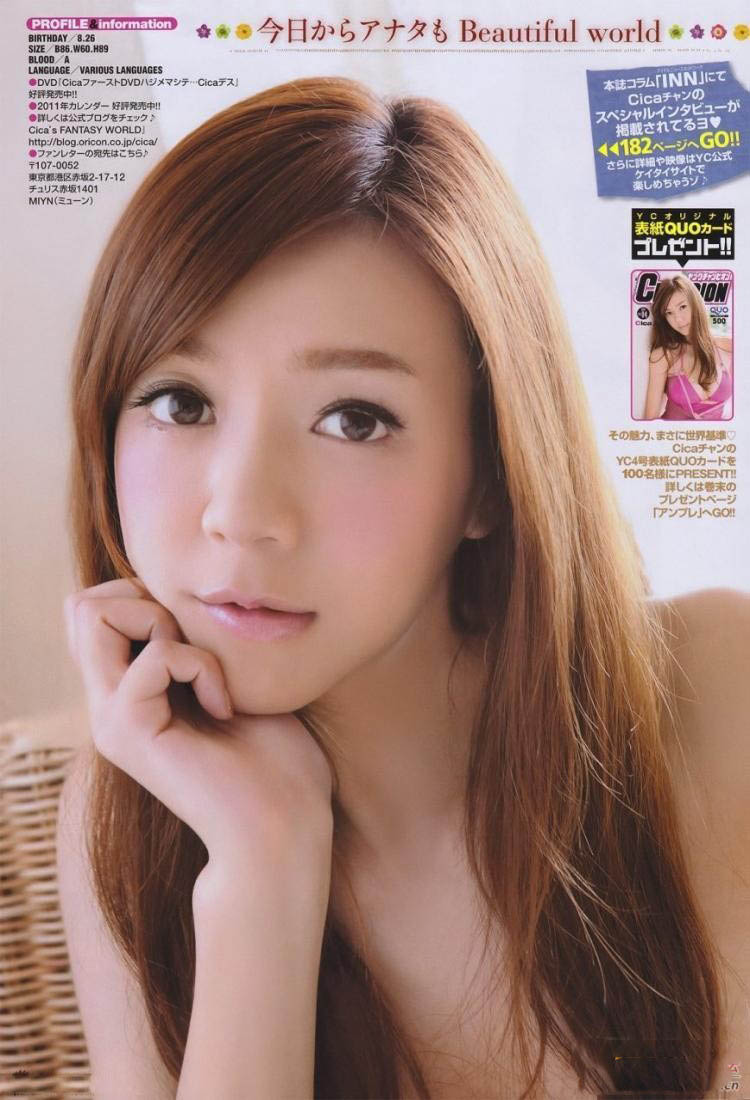 PROFILE&information
BIRTHDAY/8.26
SIZE/B86.W60.H89
BLOOD/A
LANGUAGE/VARIOUS LANGUAGES
●DVD「CicaファーストDVDハジメマシテ…Cicaデス」
好評発売中!!
●2011年カレンダー 好評発売中!!
●詳しくは公式ブログをチェック♪
Cica's FANTASY WORLD』
http://blog.oricon.co.jp/cica/
●ファンレターの宛先はこちら♪
〒107-0052
東京都港区赤坂2-17-12
チュリス赤坂1401
MIYN(ミューン)
今日からアナタも Beautiful world
本誌コラム「INN」にて
Cicaチャンの
スペシャルインタビューが
掲載されてるヨ♥
◀◀182ページへGO!!
さらに詳細や映像はYC公式
ケイタイサイトで
楽しめちゃうゾ♪
YCオリジナル
表紙QUOカード
プレゼント!!
ヤングチャンピオン
QUO
500
Cica
その魅力、まさに世界基準♡
Cicaチャンの
YC4号表紙QUOカードを
100名様にPRESENT!!
詳しくは巻末の
プレゼントページ
「アンプレ」へGO!!
.cn